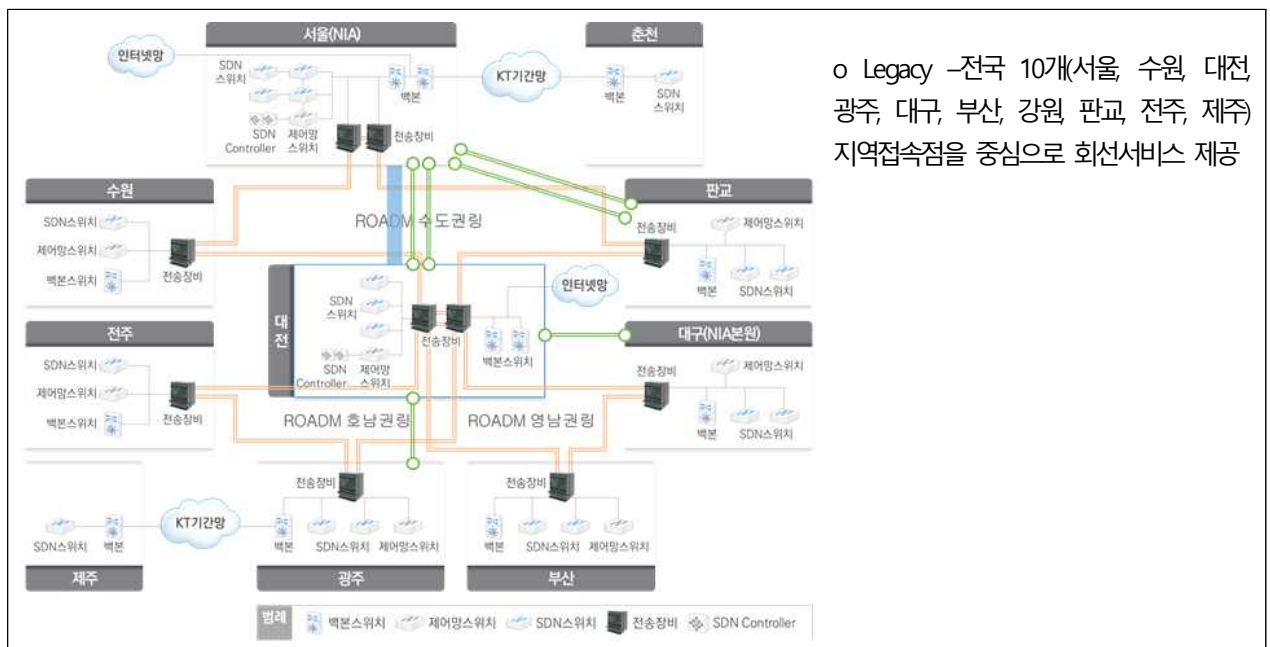 서울(NIA)
춘천
인터넷망
SDN
스위치
백본
KT기간망
백본
SDN
스위치
SDN
Controller
제어망
스위치
전송장비
o Legacy –전국 10개(서울, 수원, 대전,
광주, 대구, 부산, 강원, 판교, 전주, 제주)
지역접속점을 중심으로 회선서비스 제공
수원
SDN스위치
제어망스위치
백본스위치
전송장비
ROADM 수도권링
판교
전송장비
제어망스위치
백본
SDN스위치
대전
SDN
스위치
SDN
Controller
제어망
스위치
전송장비
백본스위치
인터넷망
전주
SDN스위치
제어망스위치
백본스위치
전송장비
대구(NIA본원)
전송장비
제어망스위치
백본
SDN스위치
ROADM 호남권링
ROADM 영남권링
SDN스위치
백본
제주
KT기간망
전송장비
백본
SDN스위치
제어망스위치
광주
전송장비
백본
SDN스위치
제어망스위치
부산
범례
백본스위치
제어망스위치
SDN스위치
전송장비
SDN Controller